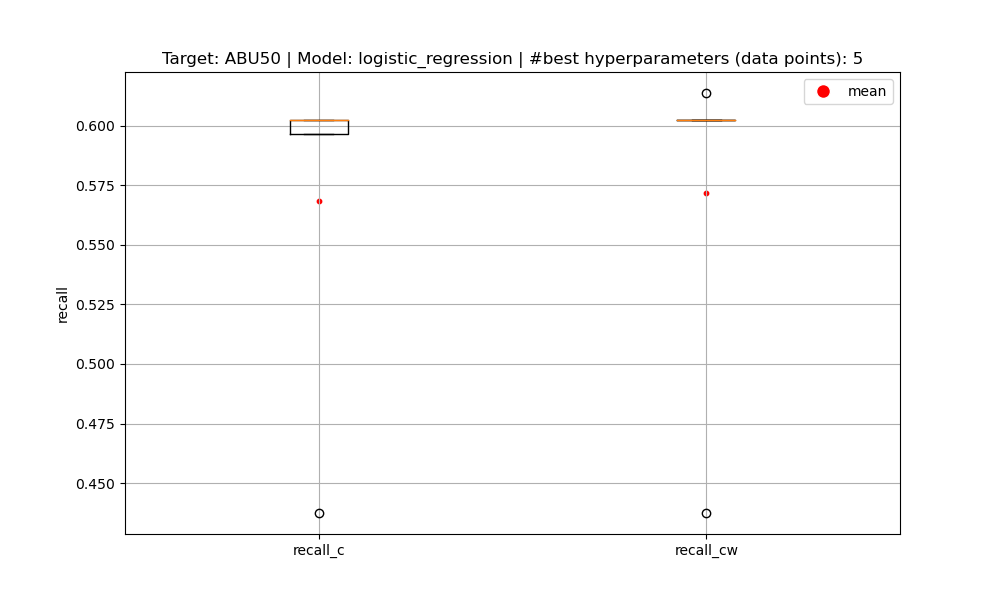 Target: ABU50 | Model: logistic_regression | #best hyperparameters (data points): 5
mean
0.600
0.575
0.550
0.525
0.500
0.475
0.450
recall
recall_c
recall_cw